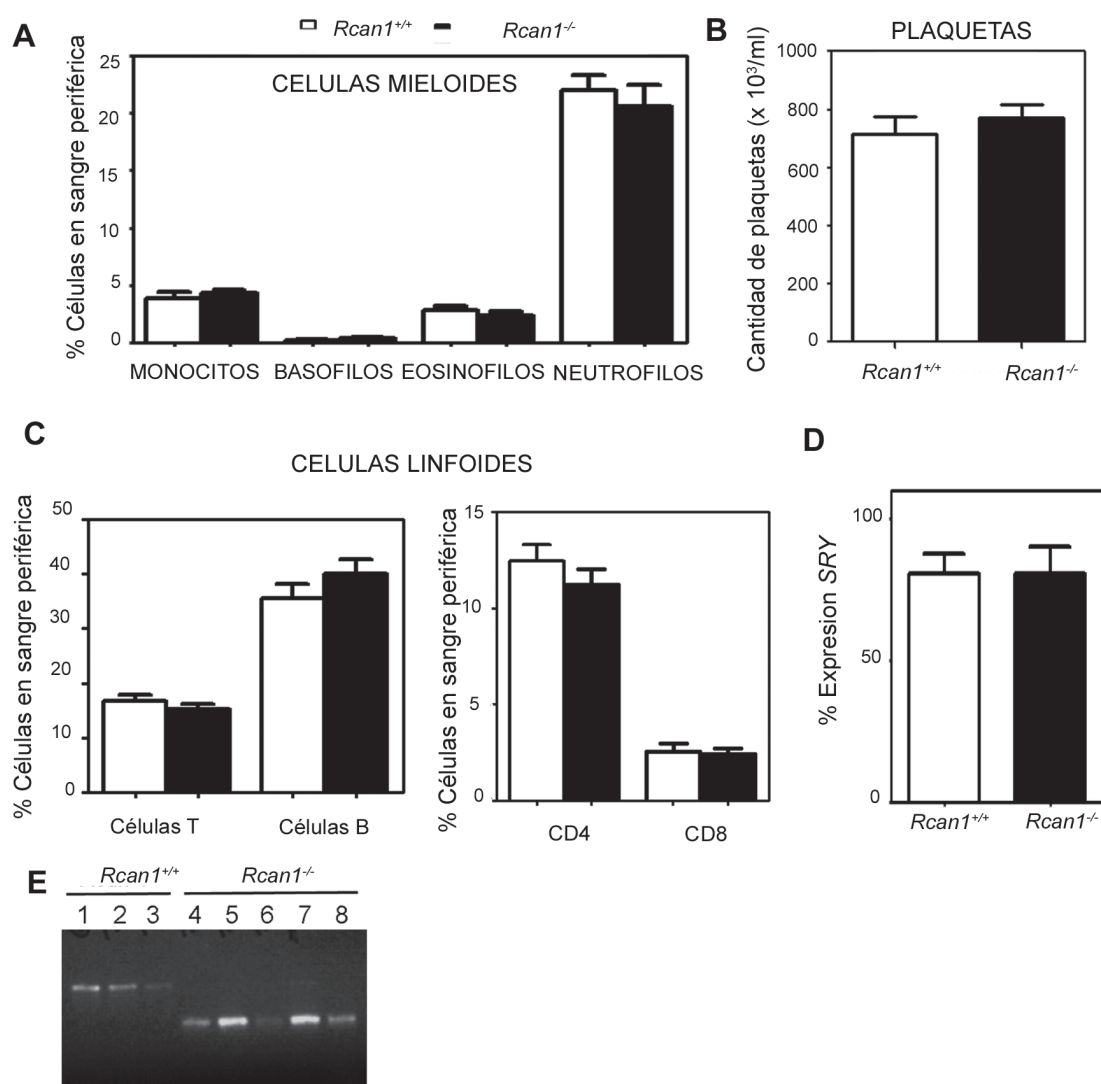 A
Rcan1+/+ Rcan1-/-
CELULAS MIELOIDES
% Células en sangre periférica
25
20
15
10
5
0
MONOCITOS BASOFILOS EOSINOFILOS NEUTROFILOS
B
PLAQUETAS
Cantidad de plaquetas (x 10³/ml)
1000
800
600
400
200
0
Rcan1+/+ Rcan1-/-
C
CELULAS LINFOIDES
% Células en sangre periférica
50
40
30
20
10
0
Células T Células B
% Células en sangre periférica
15
10
5
0
CD4 CD8
D
% Expresion SRY
100
50
0
Rcan1+/+ Rcan1-/-
E
Rcan1+/+ Rcan1-/-
1 2 3 4 5 6 7 8